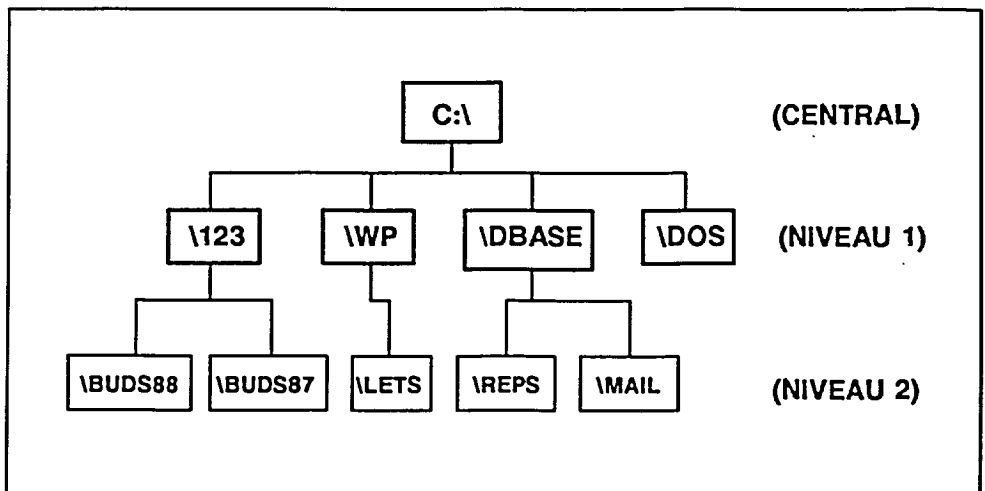 C:\ (CENTRAL)
\123 \WP \DBASE \DOS (NIVEAU 1)
\BUDS88 \BUDS87 \LETS \REPS \MAIL (NIVEAU 2)